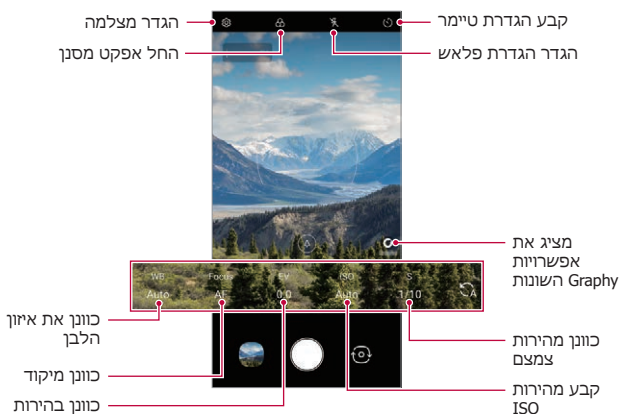 קבע הגדרת טיימר
הגדר הגדרת פלאש
הגדר מצלמה
החל אפקט מסנן
מציג את
אפשרויות
Graphy השונות
WB Focus EV ISO S
Auto AF 0.0 Auto 1/10 A
כוונן את איזון
הלבן
כוונן מיקוד
כוונן בהירות
כוונן מהירות
צמצם
קבע מהירות
ISO